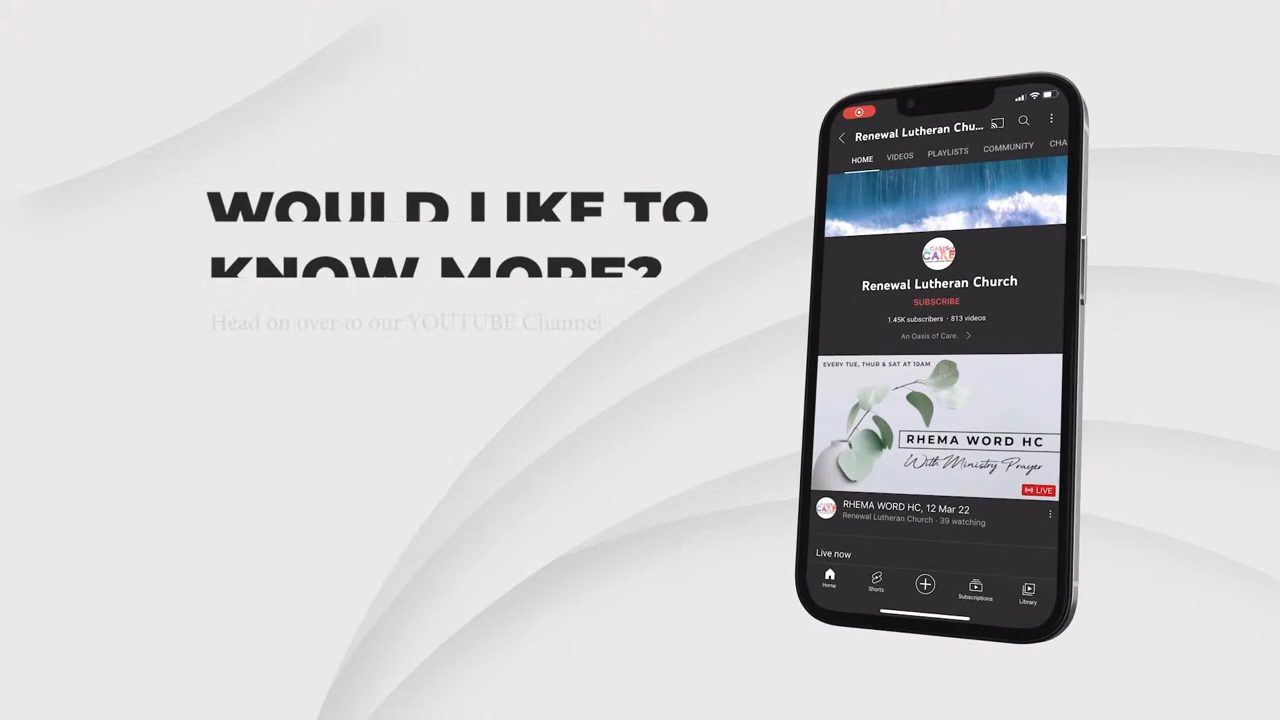 WOULD LIKE TO
KNOW MORE?
Head on over to our YOUTUBE Channel
Renewal Lutheran Chu...
HOME VIDEOS PLAYLISTS COMMUNITY CHA
CARE
Renewal Lutheran Church
SUBSCRIBE
1.45K subscribers · 813 videos
An Oasis of Care.
EVERY TUE, THUR & SAT AT 10AM
RHEMA WORD HC
With Ministry Prayer
LIVE
RHEMA WORD HC, 12 Mar 22
Renewal Lutheran Church · 39 watching
Live now
Home Shorts Subscriptions Library